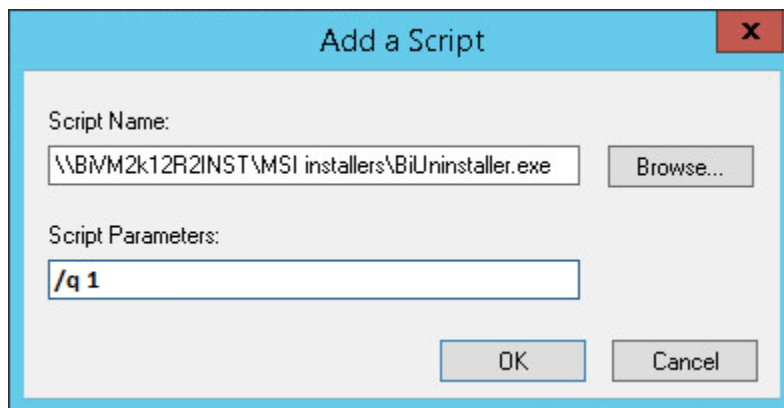 Add a Script
x
Script Name:
\\BiVM2k12R2INST\MSI installers\BiUninstaller.exe
Browse...
Script Parameters:
/q 1
OK
Cancel